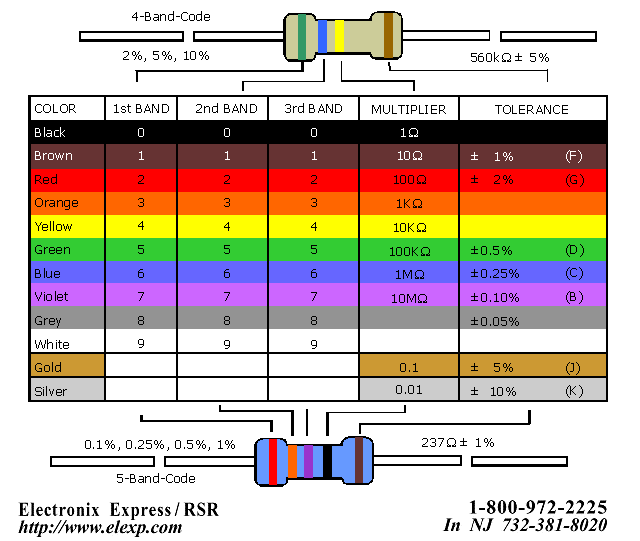 4-Band-Code
2%, 5%, 10% 560kΩ ± 5%
COLOR 1st BAND 2nd BAND 3rd BAND MULTIPLIER TOLERANCE
Black 0 0 0 1Ω
Brown 1 1 1 10Ω ± 1% (F)
Red 2 2 2 100Ω ± 2% (G)
Orange 3 3 3 1KΩ
Yellow 4 4 4 10KΩ
Green 5 5 5 100KΩ ±0.5% (D)
Blue 6 6 6 1MΩ ±0.25% (C)
Violet 7 7 7 10MΩ ±0.10% (B)
Grey 8 8 8 ±0.05%
White 9 9 9
Gold 0.1 ± 5% (J)
Silver 0.01 ± 10% (K)
0.1%, 0.25%, 0.5%, 1% 237Ω ± 1%
5-Band-Code
Electronix Express / RSR 1-800-972-2225
http://www.elexp.com In NJ 732-381-8020